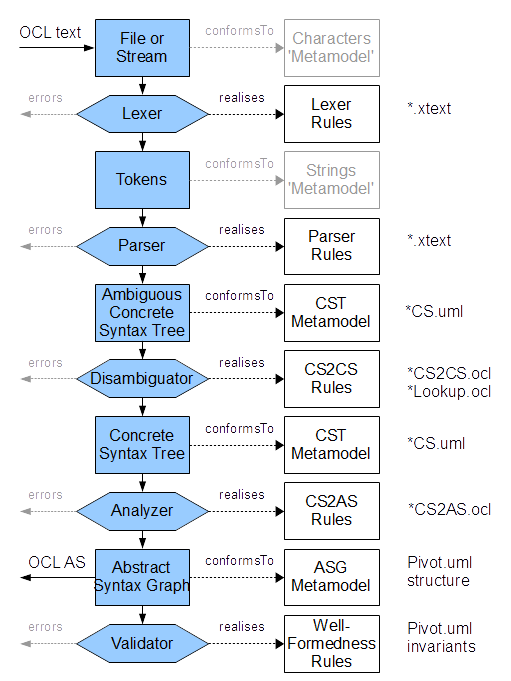 OCL text
File or
Stream
conformsTo
Characters
'Metamodel'
errors
Lexer
realises
Lexer
Rules
*.xtext
Tokens
conformsTo
Strings
'Metamodel'
errors
Parser
realises
Parser
Rules
*.xtext
Ambiguous
Concrete
Syntax Tree
conformsTo
CST
Metamodel
*CS.uml
errors
Disambiguator
realises
CS2CS
Rules
*CS2CS.ocl
*Lookup.ocl
Concrete
Syntax Tree
conformsTo
CST
Metamodel
*CS.uml
errors
Analyzer
realises
CS2AS
Rules
*CS2AS.ocl
OCL AS
Abstract
Syntax Graph
conformsTo
ASG
Metamodel
Pivot.uml
structure
errors
Validator
realises
Well-
Formedness
Rules
Pivot.uml
invariants